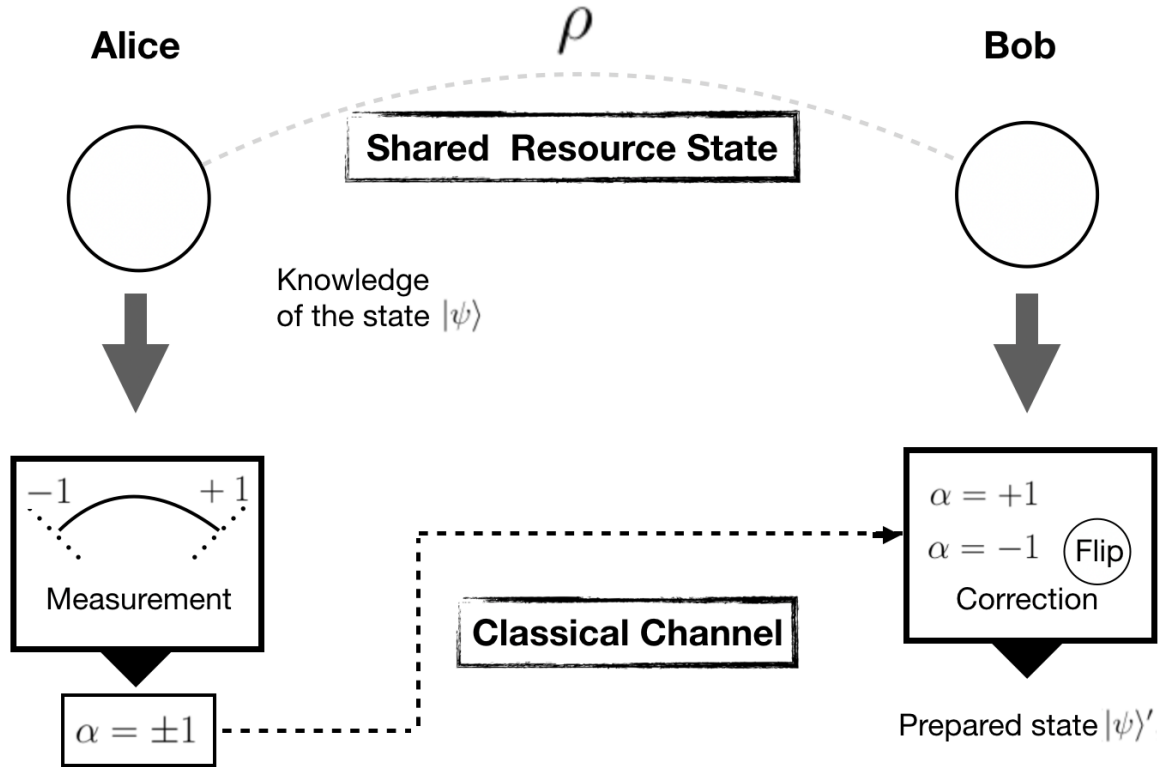 Alice
ρ
Bob
Shared Resource State
Knowledge
of the state |ψ⟩
−1
+ 1
Measurement
α = ±1
Classical Channel
α = +1
α = −1
Flip
Correction
Prepared state |ψ⟩′